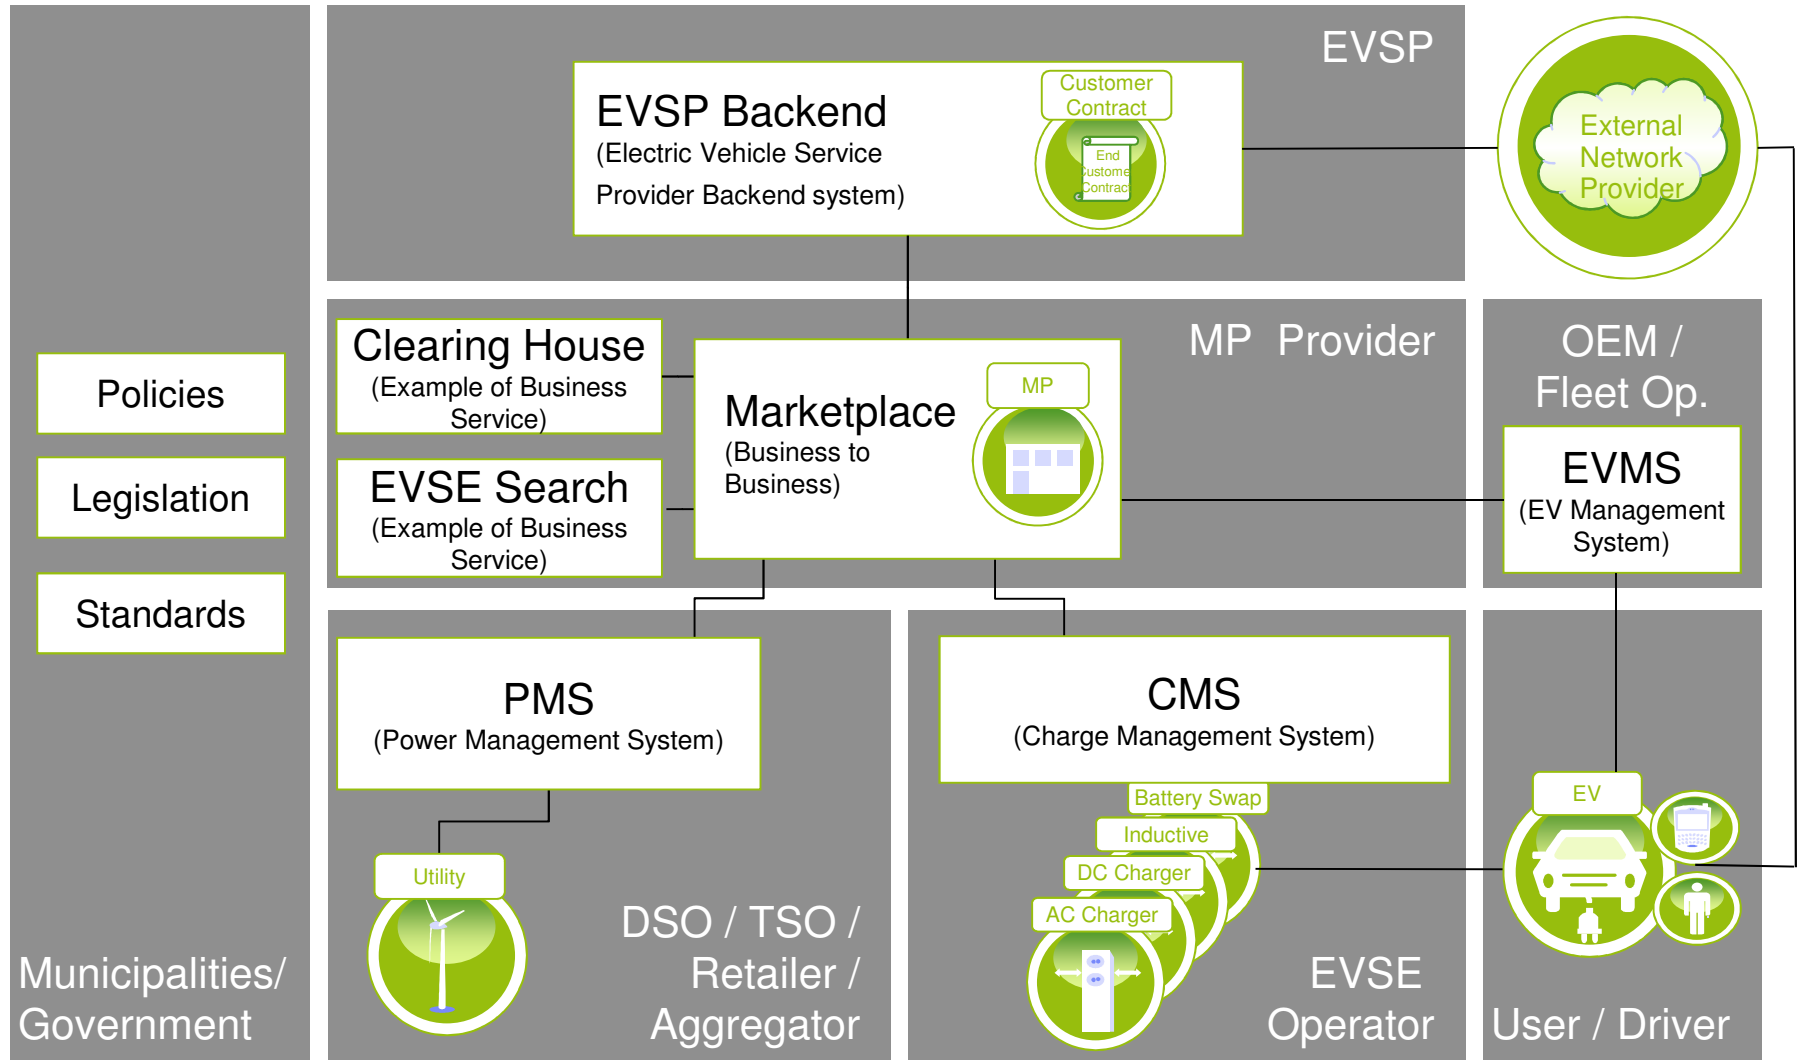 EVSP
EVSP Backend
(Electric Vehicle Service
Provider Backend system)
Customer
Contract
End
Customer
Contract
External
Network
Provider
Clearing House
(Example of Business
Service)
EVSE Search
(Example of Business
Service)
Marketplace
(Business to
Business)
MP
MP Provider
OEM /
Fleet Op.
EVMS
(EV Management
System)
Policies
Legislation
Standards
Municipalities/
Government
PMS
(Power Management System)
Utility
DSO / TSO /
Retailer /
Aggregator
CMS
(Charge Management System)
Battery Swap
Inductive
DC Charger
AC Charger
EVSE
Operator
EV
User / Driver